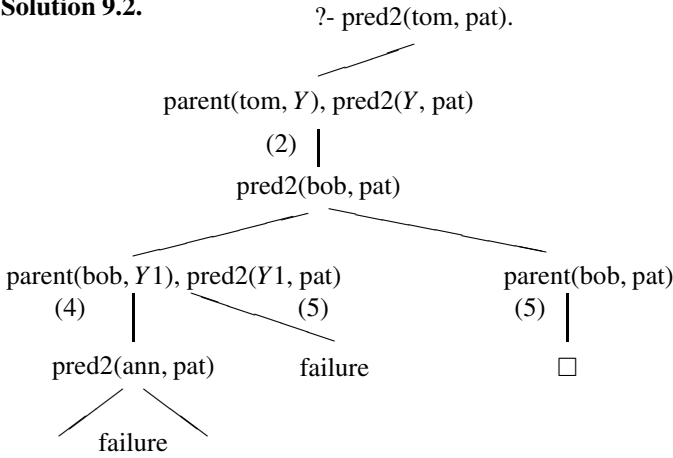 Solution 9.2.
?- pred2(tom, pat).
parent(tom, Y), pred2(Y, pat)
(2)
pred2(bob, pat)
parent(bob, Y1), pred2(Y1, pat) parent(bob, pat)
(4) (5) (5)
pred2(ann, pat) failure □
failure